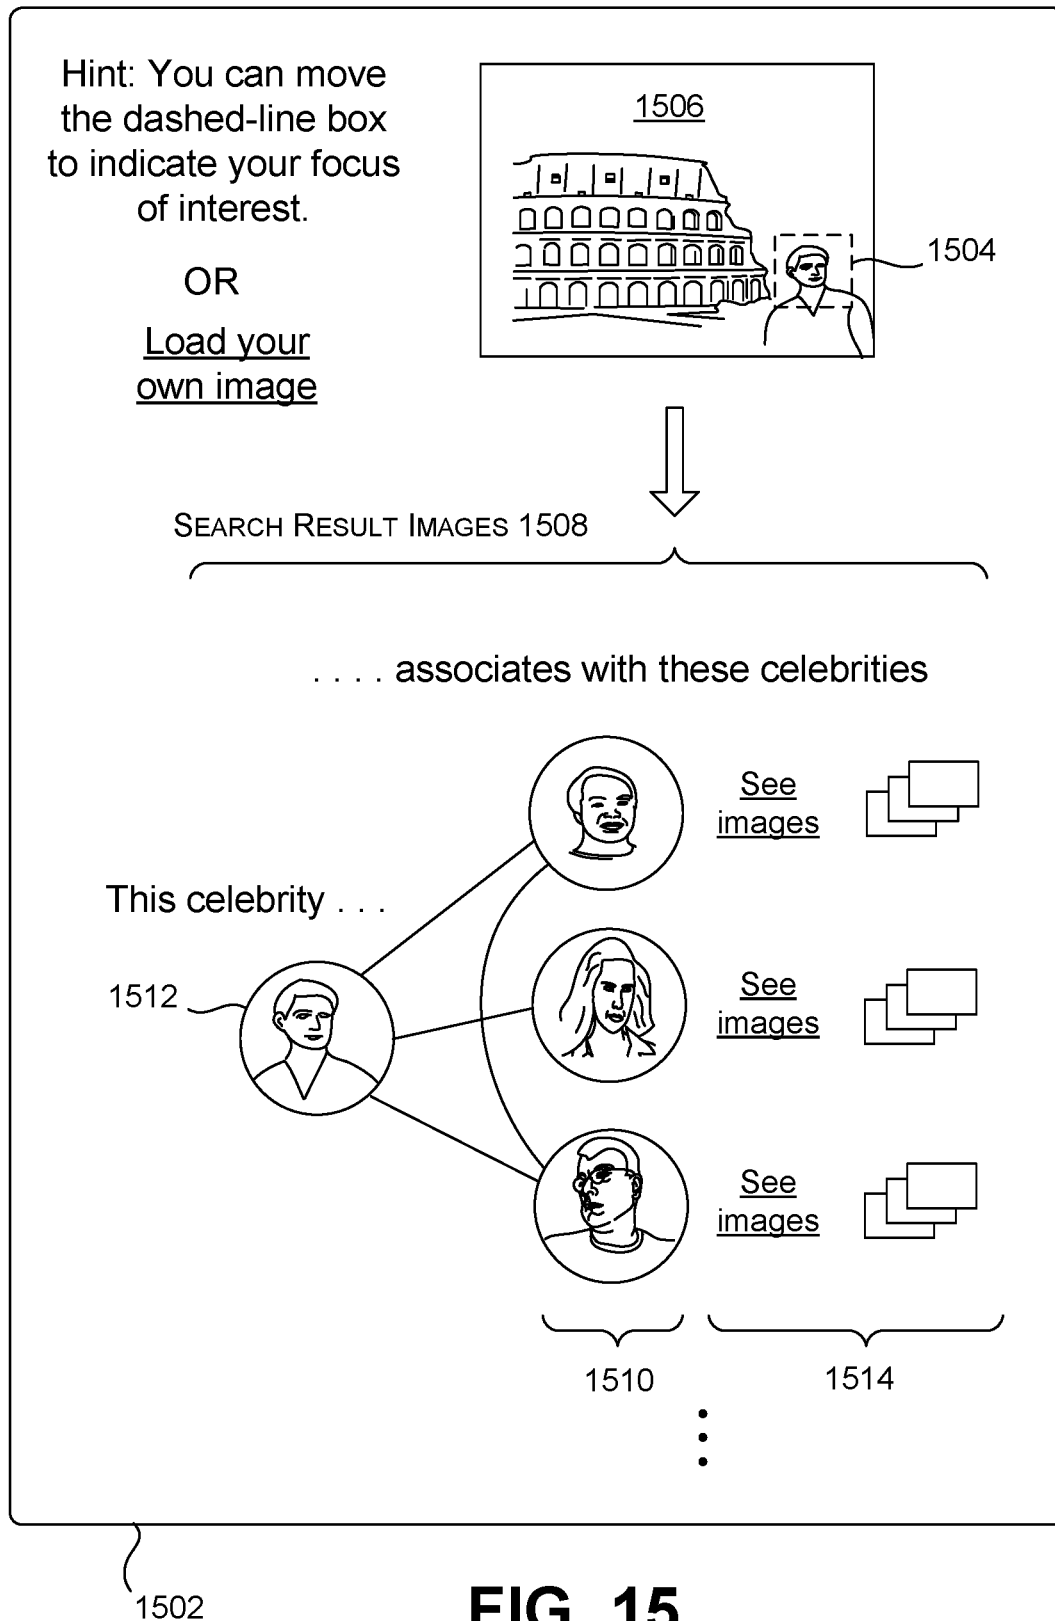 Hint: You can move
the dashed-line box
to indicate your focus
of interest.
OR
Load your
own image
1506
1504
SEARCH RESULT IMAGES 1508
. . . . associates with these celebrities
See
images
This celebrity . . .
1512
See
images
See
images
1510
1514
1502
FIG. 15